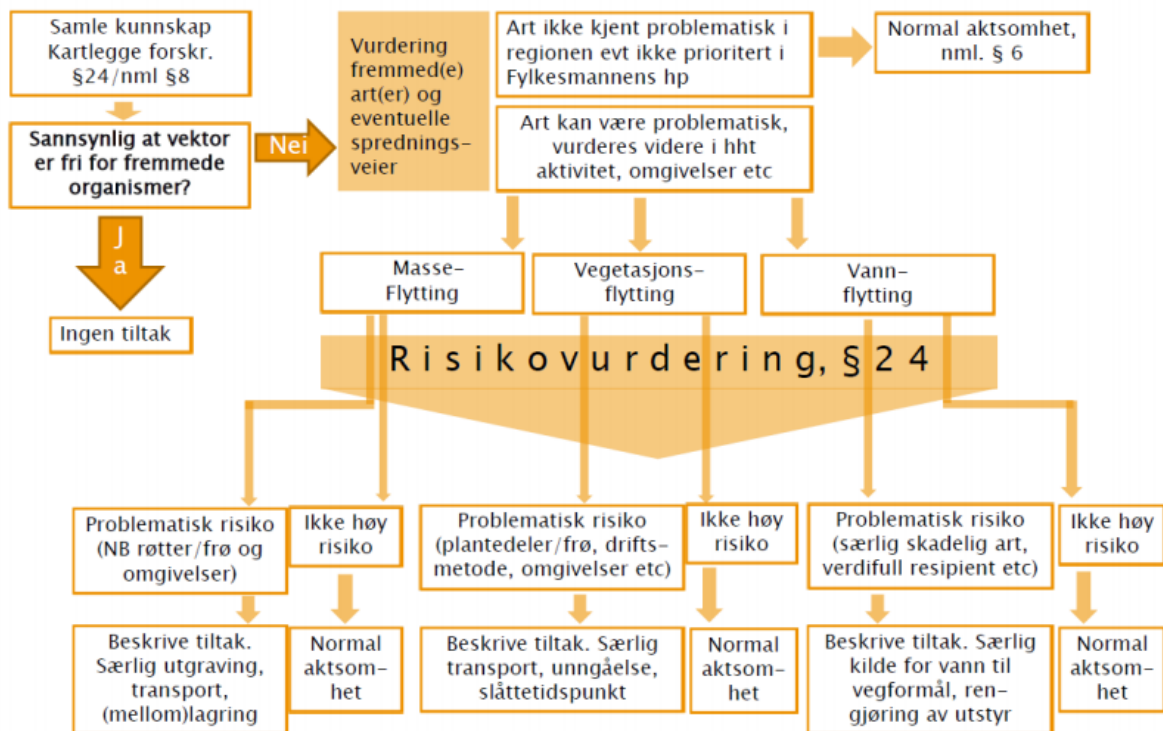 Samle kunnskap
Kartlegge forskr.
§24/nml §8
Sannsynlig at vektor
er fri for fremmede
organismer?
Nei
J
a
Ingen tiltak
Vurdering
fremmed(e)
art(er) og
eventuelle
sprednings-
veier
Art ikke kjent problematisk i
regionen evt ikke prioritert i
Fylkesmannens hp
Normal aktsomhet,
nml. § 6
Art kan være problematisk,
vurderes videre i hht
aktivitet, omgivelser etc
Masse-
Flytting
Vegetasjons-
flytting
Vann-
flytting
Risikovurdering, §24
Problematisk risiko
(NB røtter/frø og
omgivelser)
Ikke høy
risiko
Problematisk risiko
(plantedeler/frø, drifts-
metode, omgivelser etc)
Ikke høy
risiko
Problematisk risiko
(særlig skadelig art,
verdifull resipient etc)
Ikke høy
risiko
Beskrive tiltak.
Særlig utgraving,
transport,
(mellom)lagring
Normal
aktsom-
het
Beskrive tiltak. Særlig
transport, unngåelse,
slåttetidspunkt
Normal
aktsom-
het
Beskrive tiltak. Særlig
kilde for vann til
vegformål, ren-
gjøring av utstyr
Normal
aktsom-
het